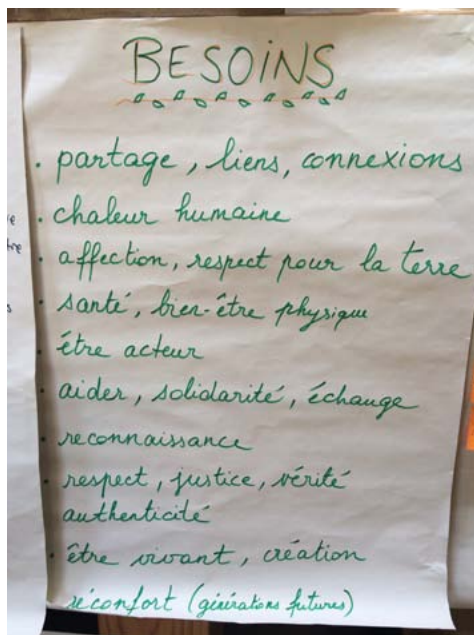 BESOiNS
. partage, liens, connexions
. chaleur humaine
. affection, respect pour la terre
. santé, bien-être physique
. être acteur
. aider, solidarité, échange
. reconnaissance
. respect, justice, vérité
authenticité
. être vivant, création
. réconfort (générations futures)